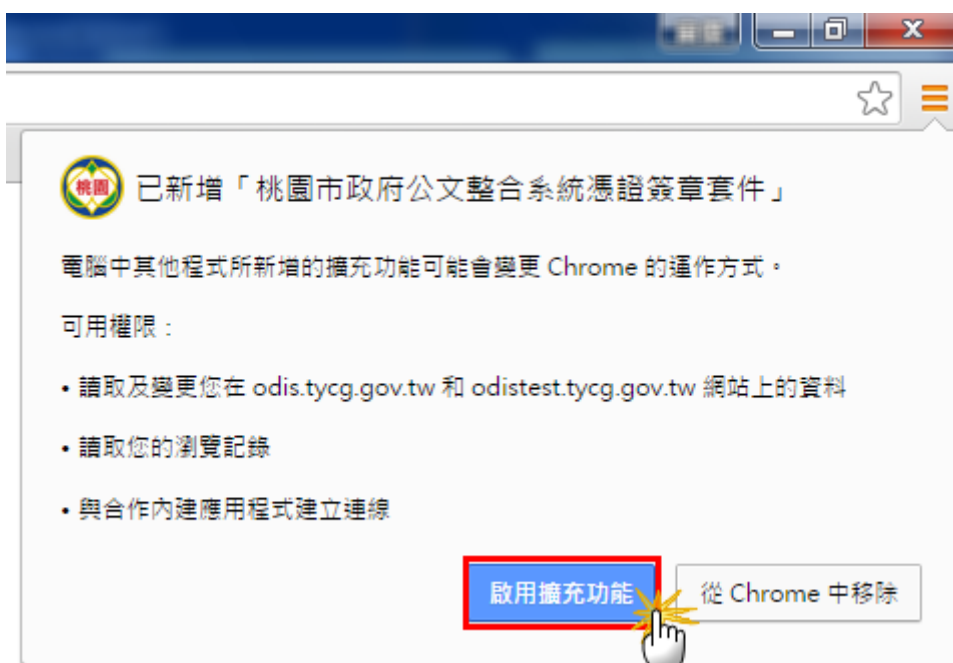 桃園
已新增「桃園市政府公文整合系統憑證簽章套件」
電腦中其他程式所新增的擴充功能可能會變更 Chrome 的運作方式。
可用權限：
• 讀取及變更您在 odis.tycg.gov.tw 和 odistest.tycg.gov.tw 網站上的資料
• 讀取您的瀏覽記錄
• 與合作內建應用程式建立連線
啟用擴充功能
從 Chrome 中移除